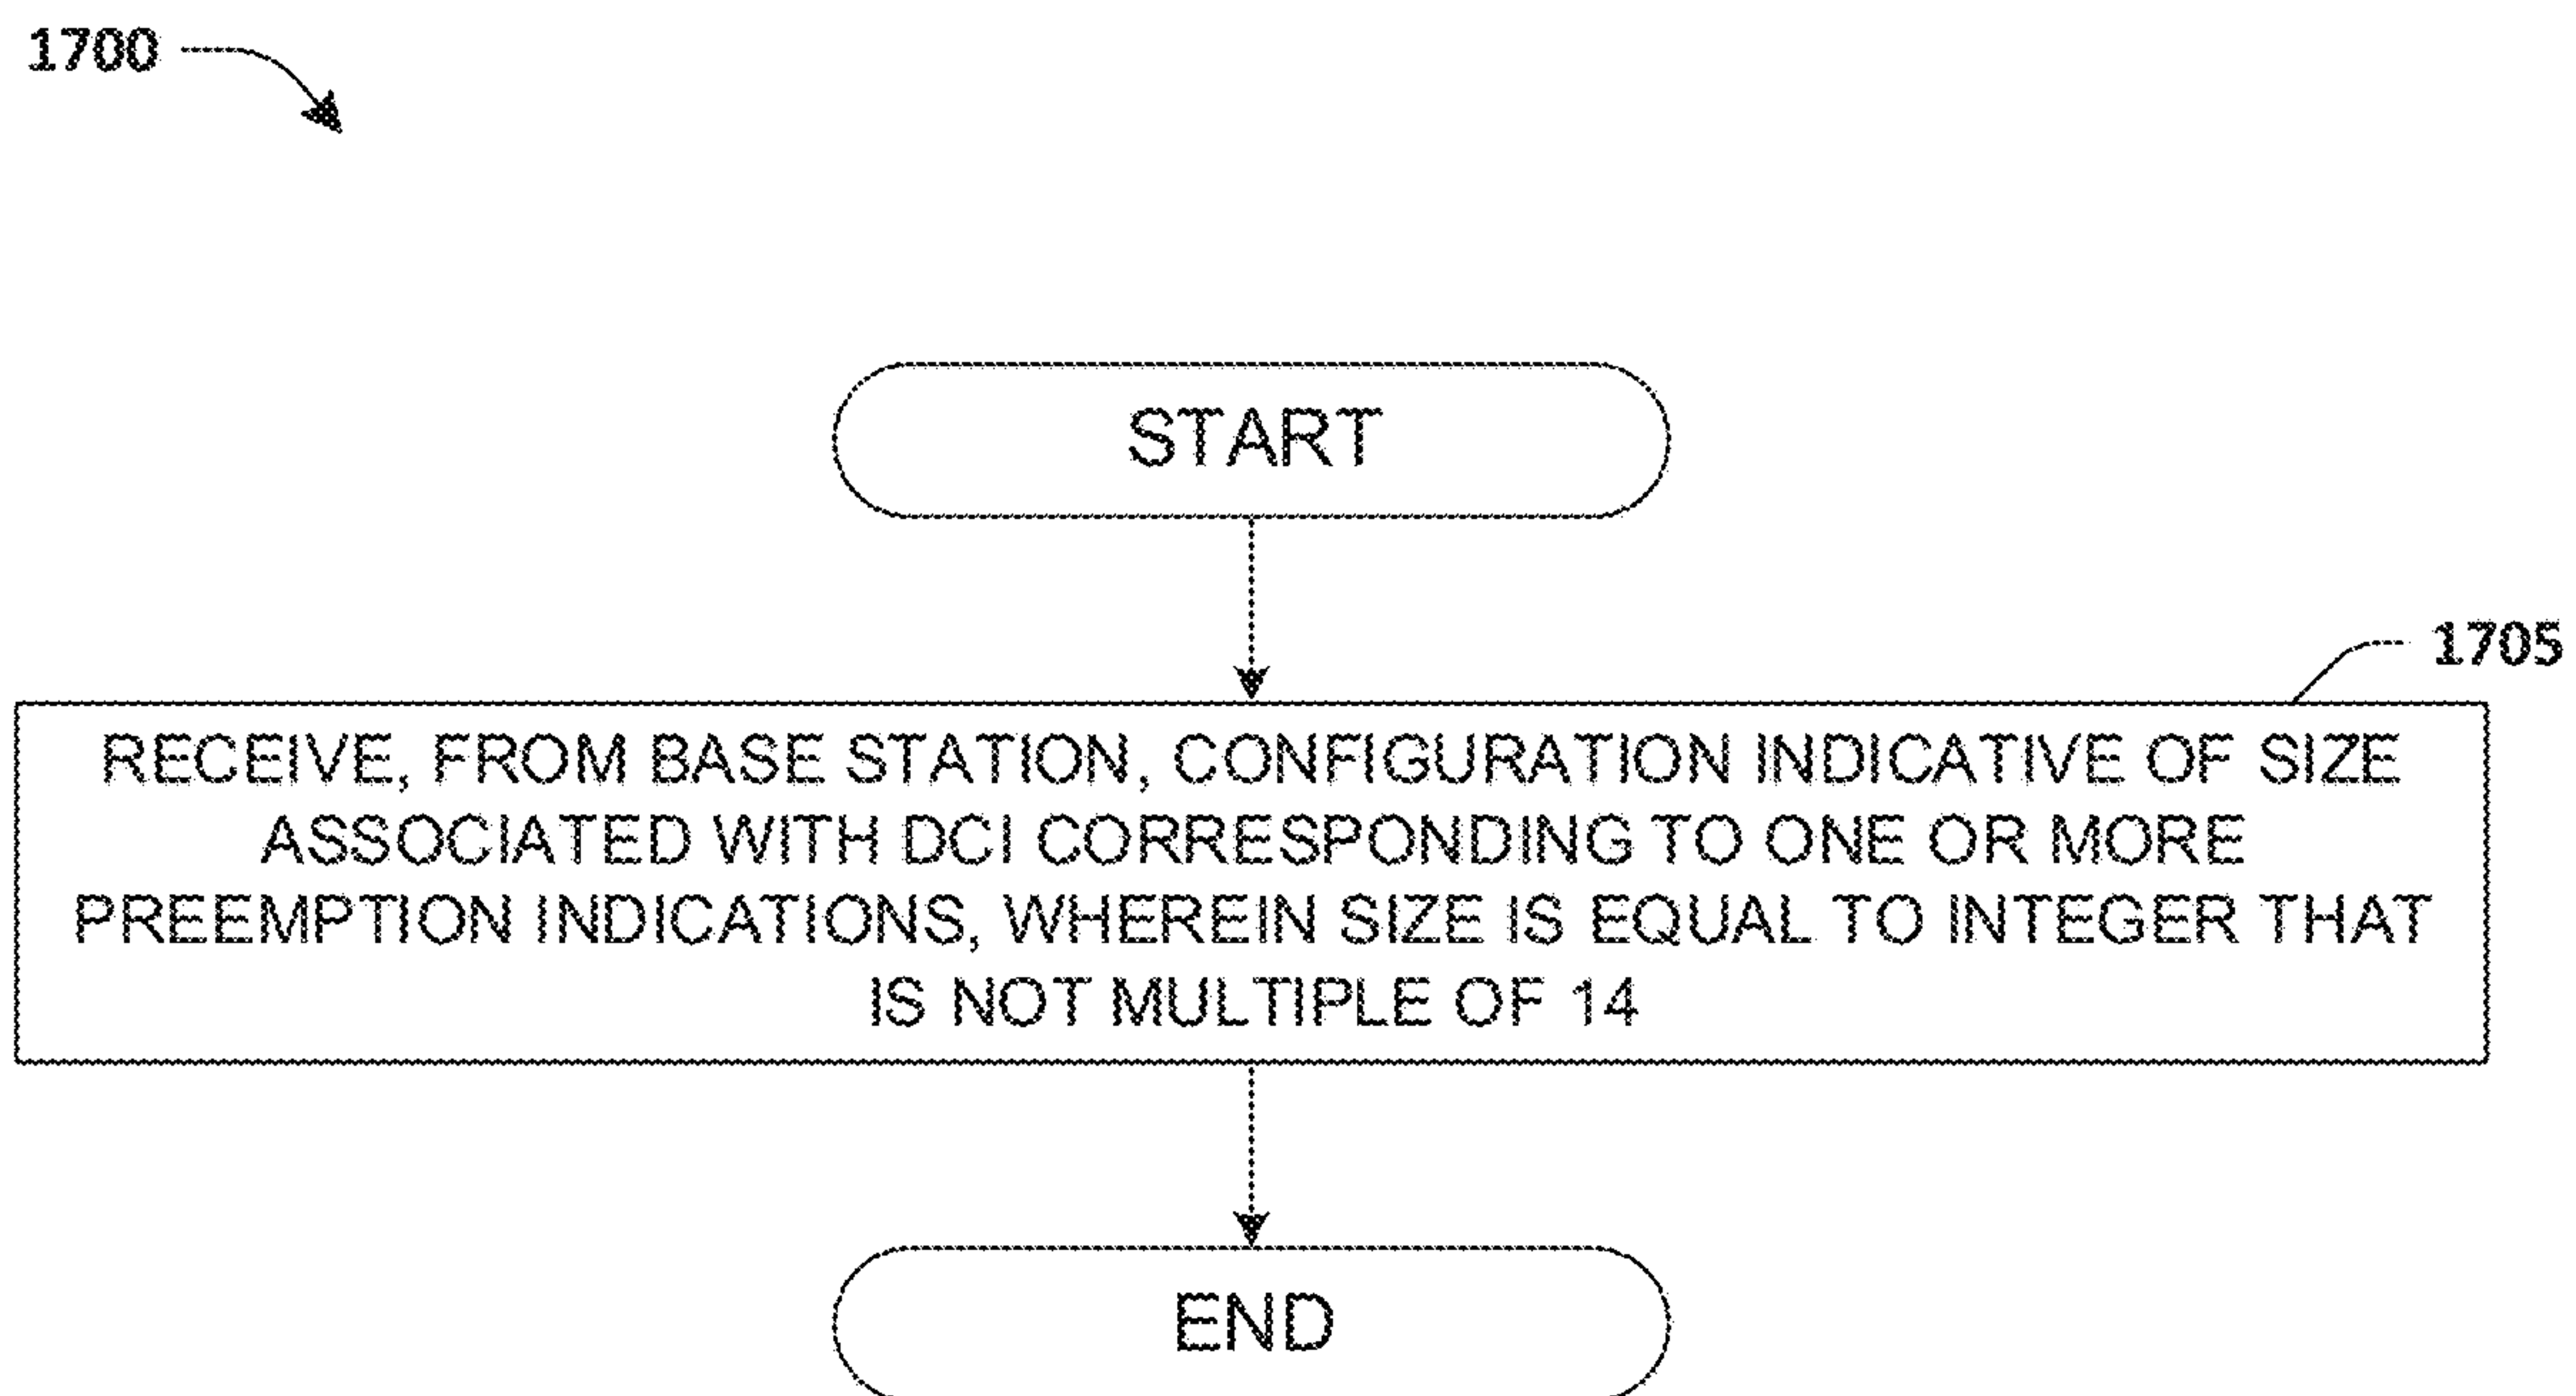 1700
START
1705
RECEIVE, FROM BASE STATION, CONFIGURATION INDICATIVE OF SIZE
ASSOCIATED WITH DCI CORRESPONDING TO ONE OR MORE
PREEMPTION INDICATIONS, WHEREIN SIZE IS EQUAL TO INTEGER THAT
IS NOT MULTIPLE OF 14
END